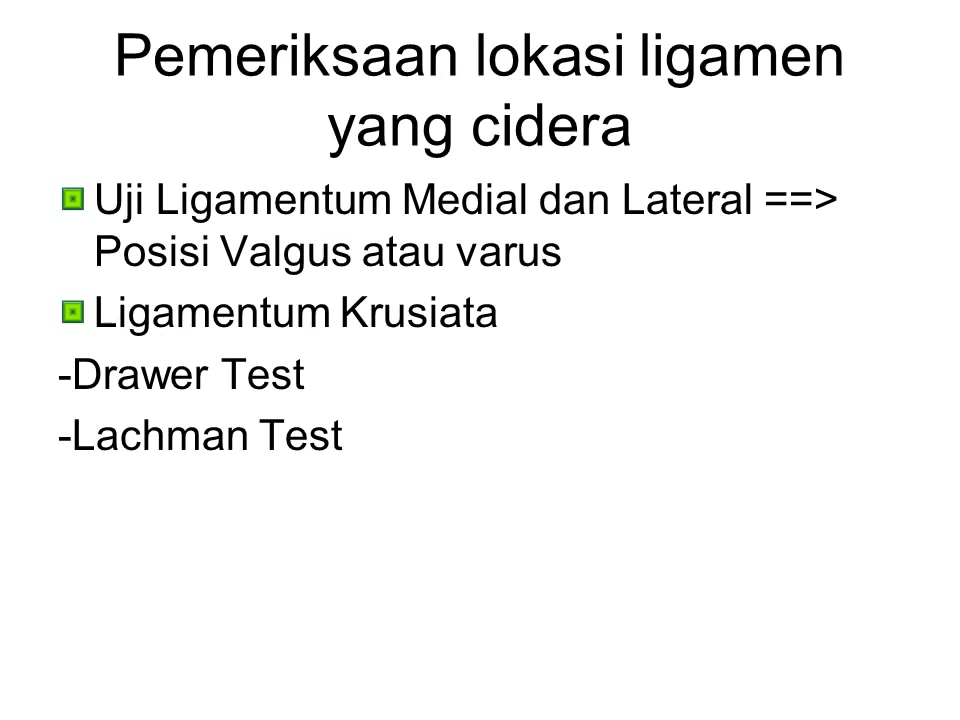 Pemeriksaan lokasi ligamen
yang cidera
Uji Ligamentum Medial dan Lateral ==>
Posisi Valgus atau varus
Ligamentum Krusiata
-Drawer Test
-Lachman Test